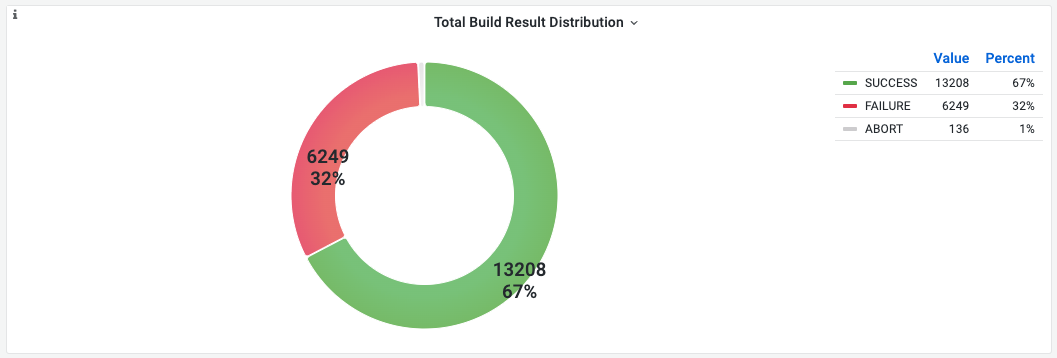 Total Build Result Distribution
Value Percent
SUCCESS 13208 67%
FAILURE 6249 32%
ABORT 136 1%
6249
32%
13208
67%